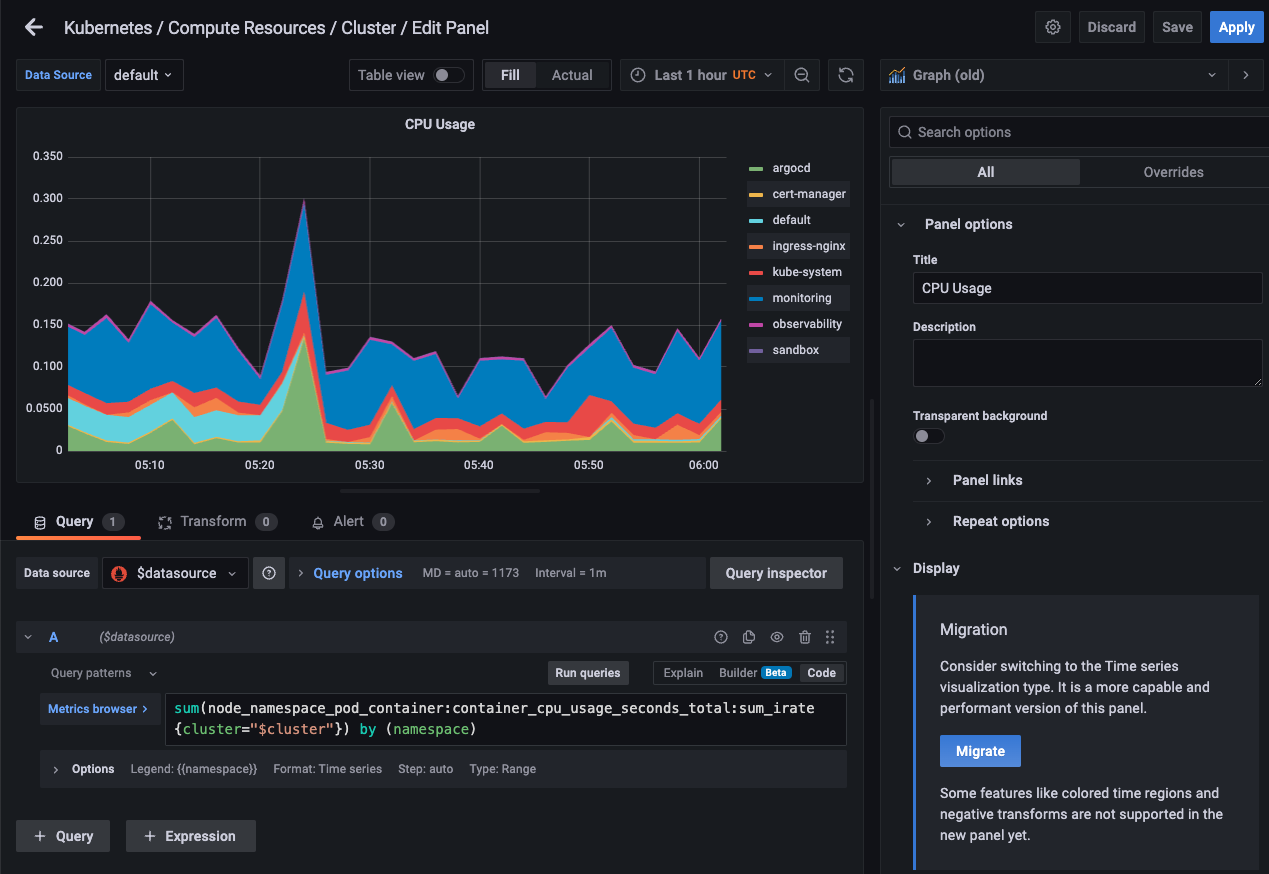 Kubernetes / Compute Resources / Cluster / Edit Panel
Discard
Save
Apply
Data Source
default
Table view
Fill
Actual
Last 1 hour UTC
Graph (old)
CPU Usage
0.350
0.300
0.250
0.200
0.150
0.100
0.0500
0
05:10
05:20
05:30
05:40
05:50
06:00
argocd
cert-manager
default
ingress-nginx
kube-system
monitoring
observability
sandbox
Search options
All
Overrides
Panel options
Title
CPU Usage
Description
Transparent background
Panel links
Repeat options
Display
Migration
Consider switching to the Time series
visualization type. It is a more capable and
performant version of this panel.
Migrate
Some features like colored time regions and
negative transforms are not supported in the
new panel yet.
Query 1
Transform 0
Alert 0
Data source
$datasource
Query options
MD = auto = 1173
Interval = 1m
Query inspector
A
($datasource)
Query patterns
Run queries
Explain
Builder Beta
Code
Metrics browser >
sum(node_namespace_pod_container:container_cpu_usage_seconds_total:sum_irate
{cluster="$cluster"}) by (namespace)
Options
Legend: {{namespace}}
Format: Time series
Step: auto
Type: Range
+ Query
+ Expression